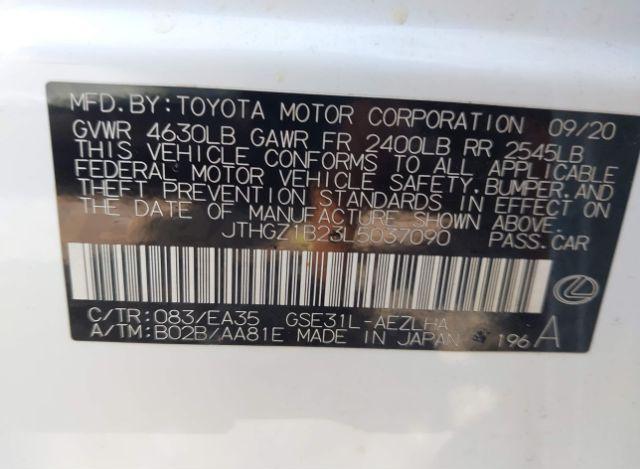 MFD. BY: TOYOTA MOTOR CORPORATION 09/20
GVWR 4630LB GAWR FR 2400LB RR 2545LB
THIS VEHICLE CONFORMS TO ALL APPLICABLE
FEDERAL MOTOR VEHICLE SAFETY, BUMPER, AND
THEFT PREVENTION STANDARDS IN EFFECT ON
THE DATE OF MANUFACTURE SHOWN ABOVE.
JTHGZ1B23L5037090 PASS.CAR
C/TR: 083/EA35 GSE31L-AEZLHA
A/TM: B02B/AA81E MADE IN JAPAN 196 A